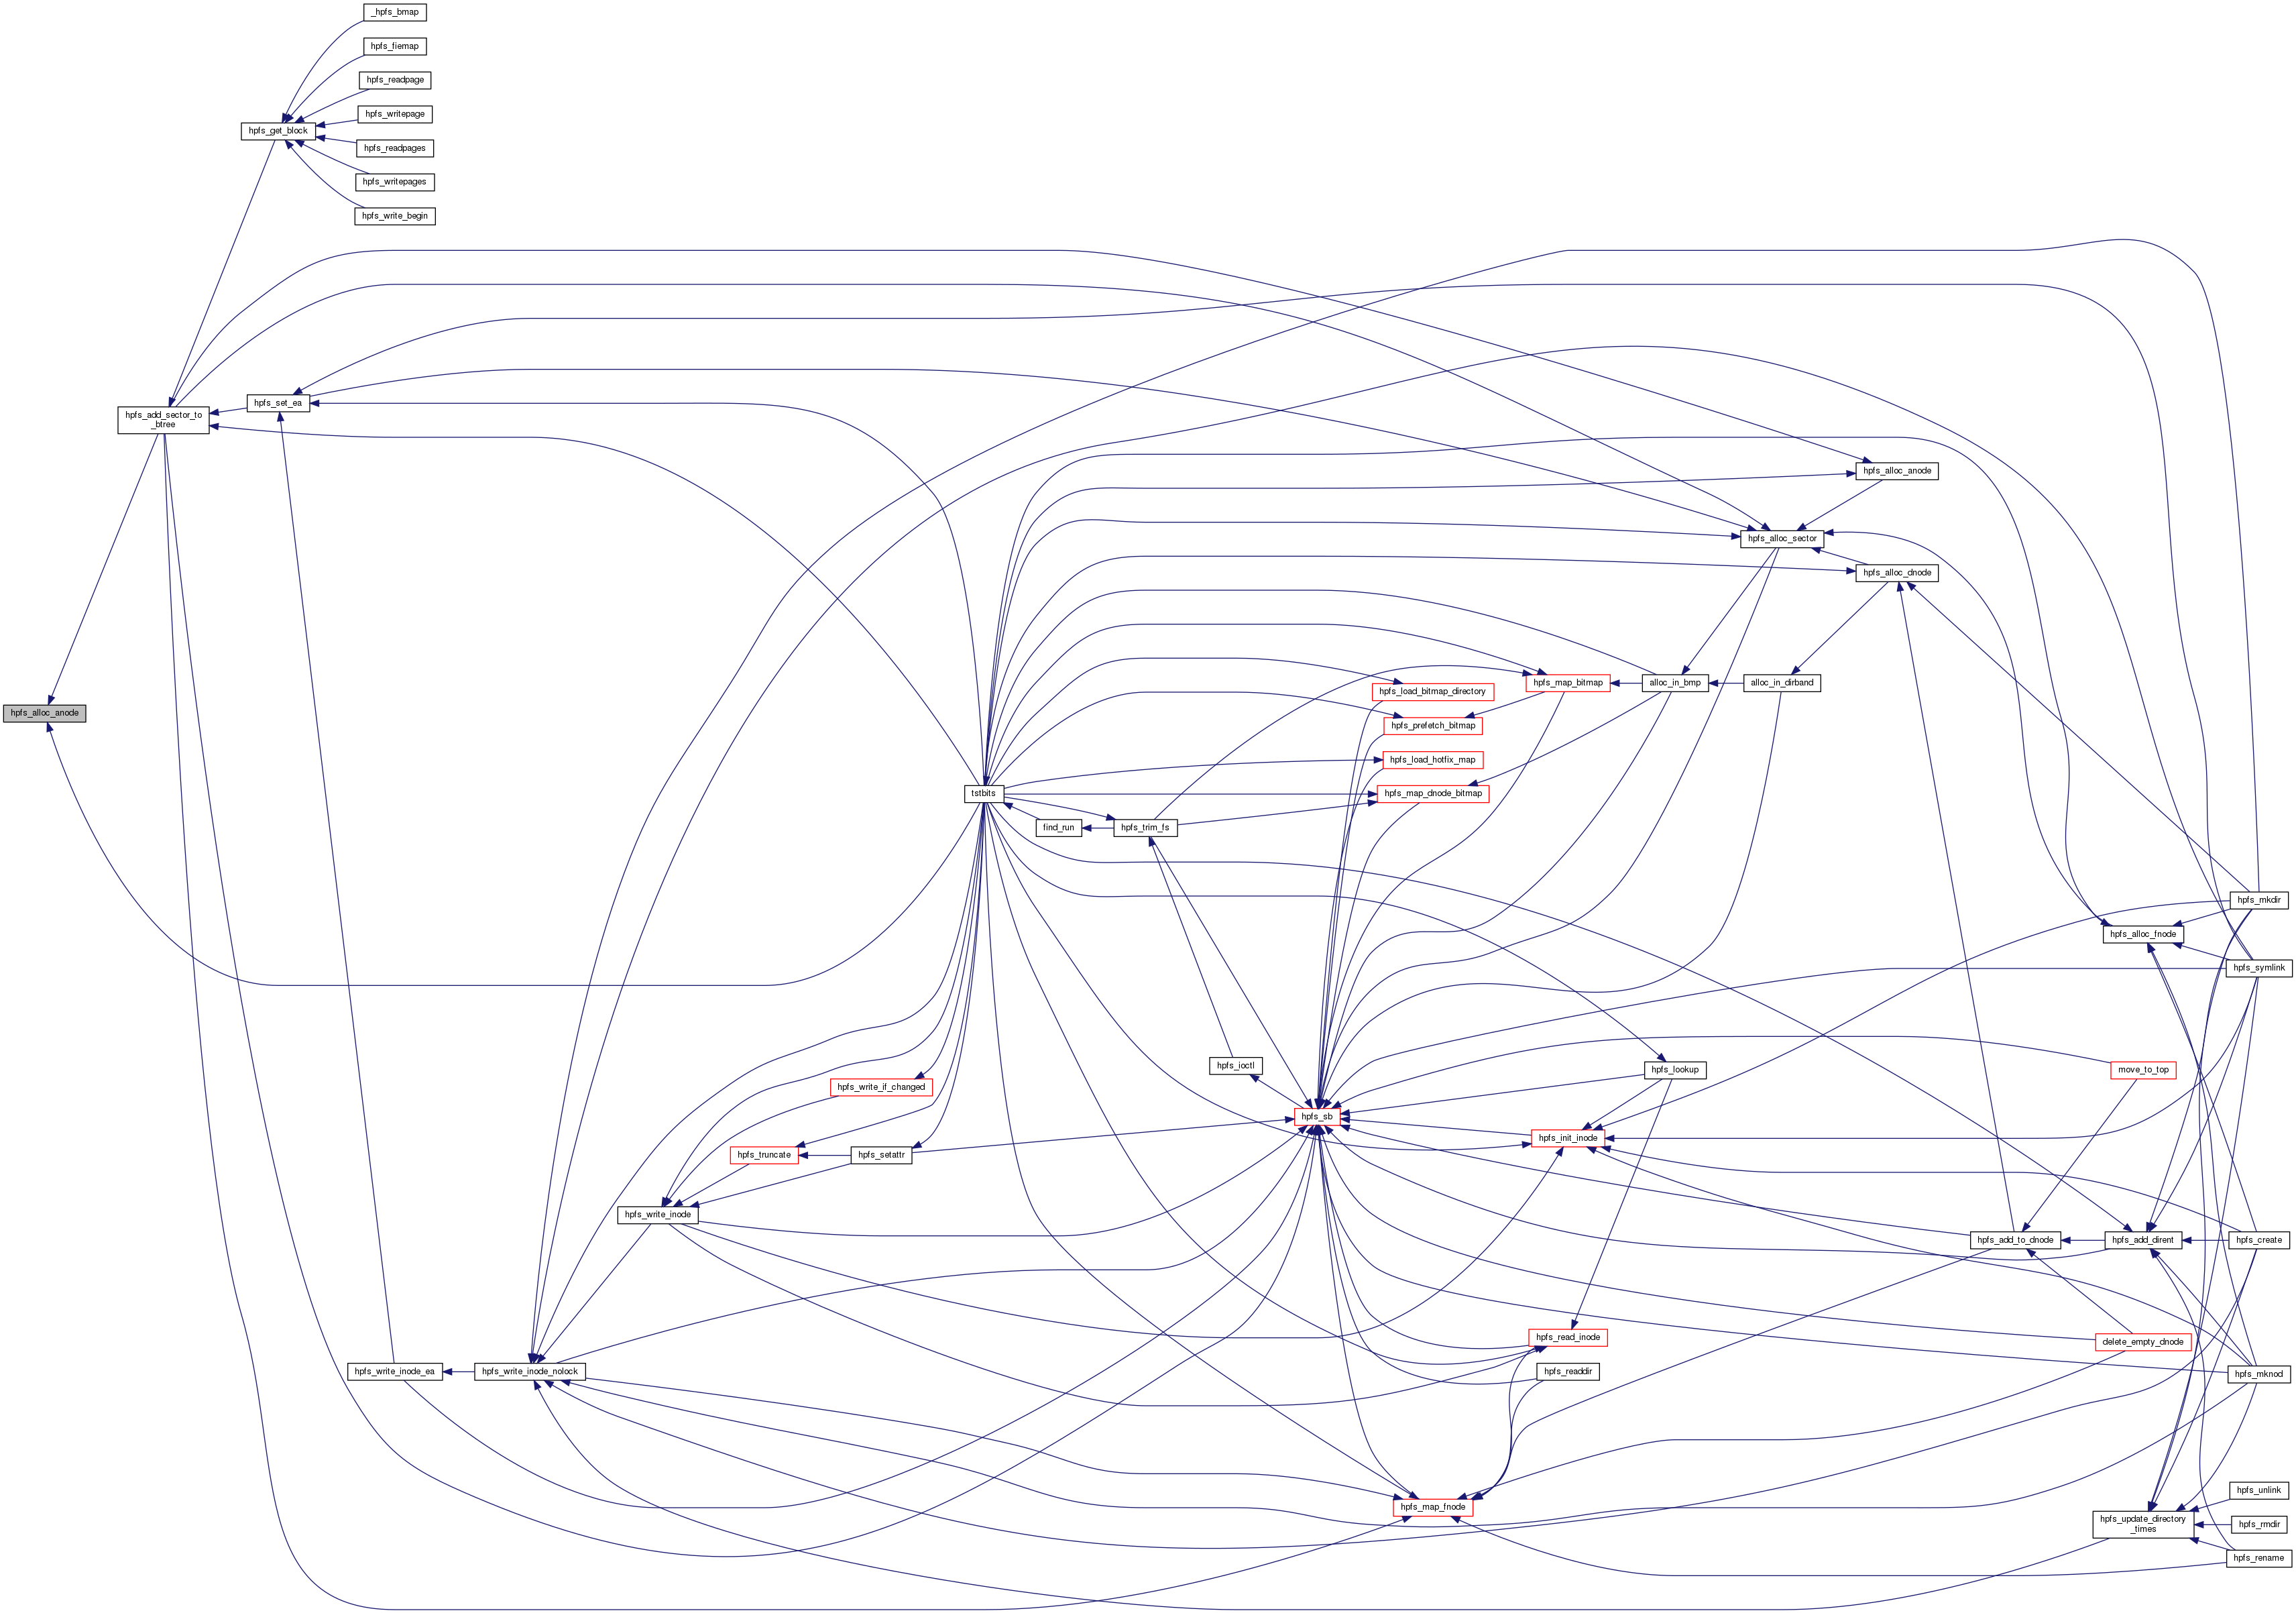 _hpfs_bmap
hpfs_fiemap
hpfs_readpage
hpfs_writepage
hpfs_get_block
hpfs_readpages
hpfs_writepages
hpfs_write_begin
hpfs_set_ea
hpfs_add_sector_to
_btree
hpfs_alloc_anode
hpfs_alloc_sector
hpfs_alloc_dnode
hpfs_map_bitmap
alloc_in_bmp
alloc_in_dirband
hpfs_load_bitmap_directory
hpfs_alloc_anode
hpfs_prefetch_bitmap
hpfs_load_hotfix_map
tstbits
hpfs_map_dnode_bitmap
find_run
hpfs_trim_fs
hpfs_mkdir
hpfs_alloc_fnode
hpfs_symlink
hpfs_ioctl
hpfs_lookup
move_to_top
hpfs_write_if_changed
hpfs_sb
hpfs_init_inode
hpfs_truncate
hpfs_setattr
hpfs_write_inode
hpfs_add_to_dnode
hpfs_add_dirent
hpfs_create
hpfs_read_inode
delete_empty_dnode
hpfs_write_inode_ea
hpfs_write_inode_nolock
hpfs_readdir
hpfs_mknod
hpfs_unlink
hpfs_map_fnode
hpfs_update_directory
_times
hpfs_rmdir
hpfs_rename